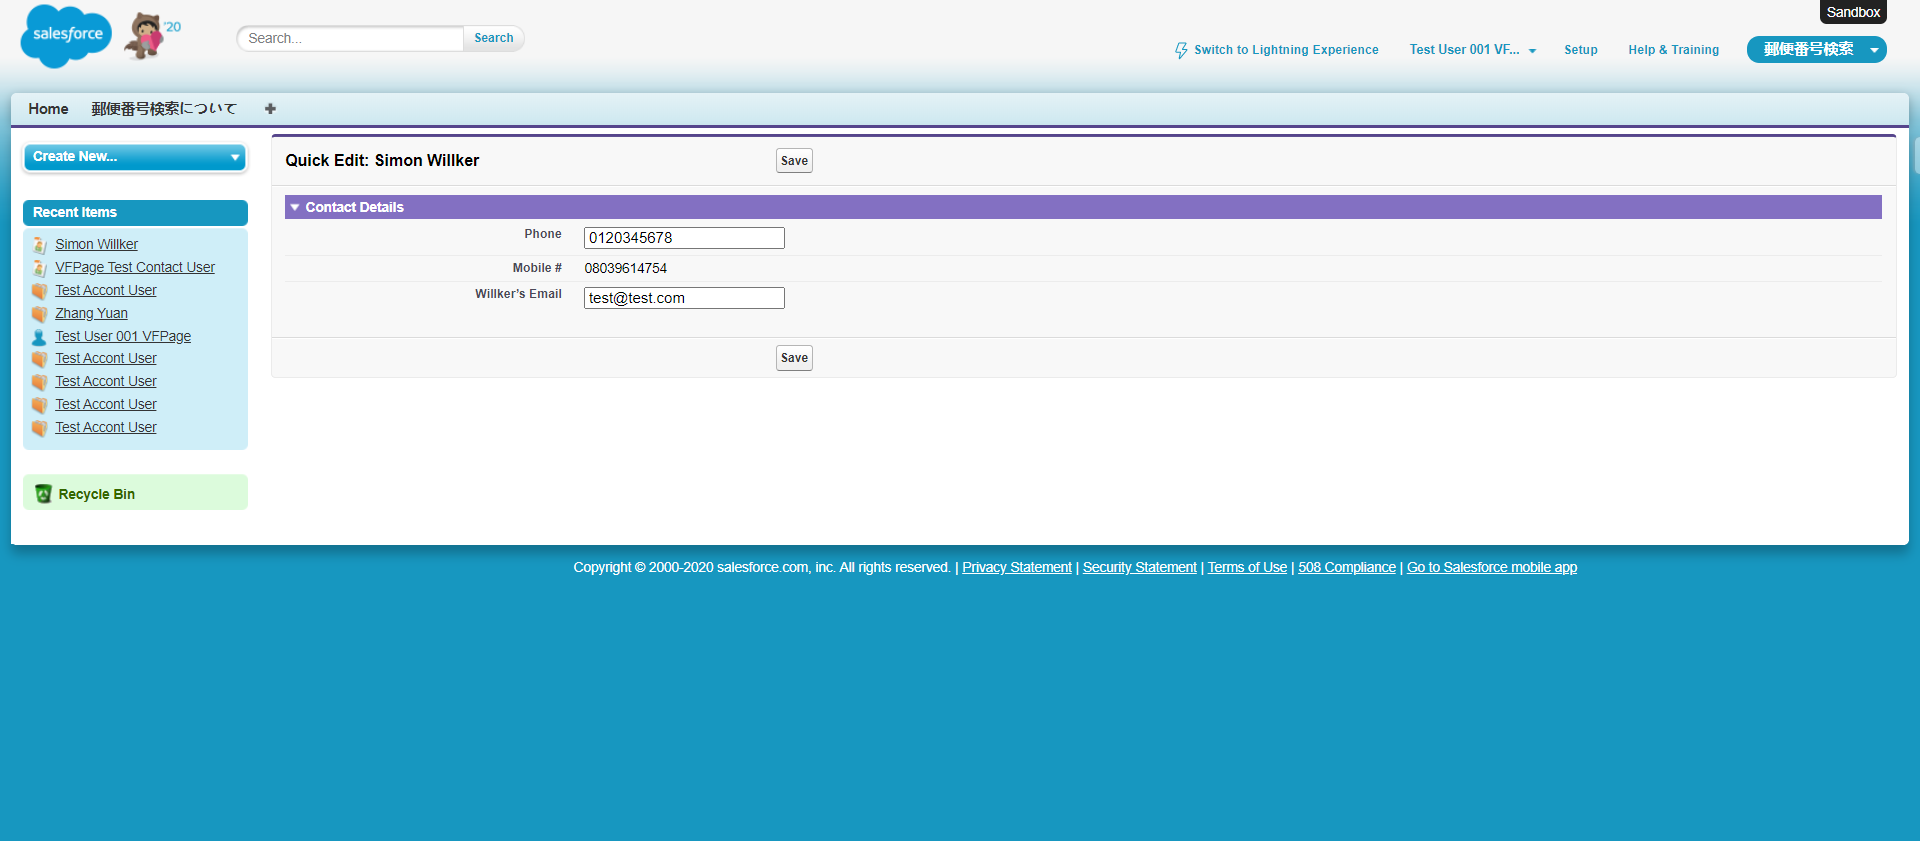 Sandbox
salesforce
'20
Search...
Search
Switch to Lightning Experience
Test User 001 VF...
Setup
Help & Training
郵便番号検索
Home
郵便番号検索について
Create New...
Quick Edit: Simon Willker
Save
Recent Items
Simon Willker
VFPage Test Contact User
Test Accont User
Zhang Yuan
Test User 001 VFPage
Test Accont User
Test Accont User
Test Accont User
Test Accont User
Recycle Bin
Contact Details
Phone 0120345678
Mobile # 08039614754
Willker’s Email test@test.com
Save
Copyright © 2000-2020 salesforce.com, inc. All rights reserved. | Privacy Statement | Security Statement | Terms of Use | 508 Compliance | Go to Salesforce mobile app